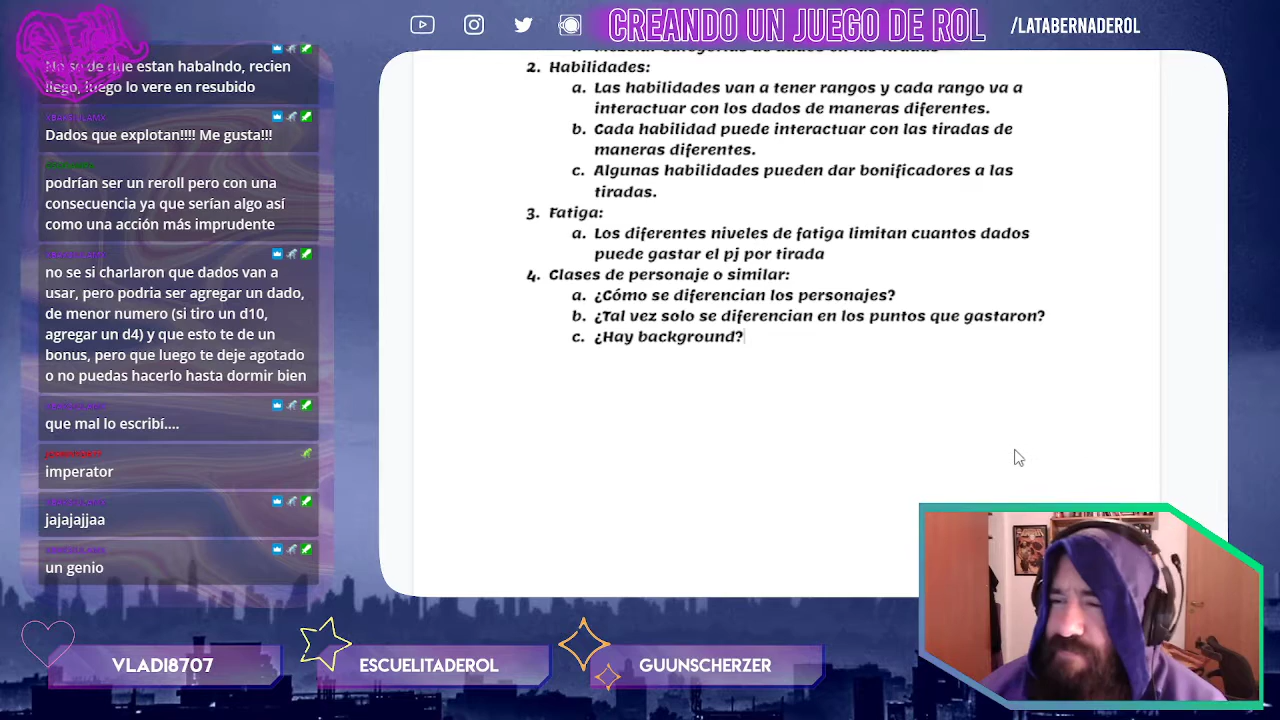 CREANDO UN JUEGO DE ROL
/LATABERNADEROL
No se de que estan habalndo, recien
llego, luego lo vere en resubido
Dados que explotan!!!! Me gusta!!!
podrían ser un reroll pero con una
consecuencia ya que serían algo así
como una acción más imprudente
no se si charlaron que dados van a
usar, pero podria ser agregar un dado,
de menor numero (si tiro un d10,
agregar un d4) y que esto te de un
bonus, pero que luego te deje agotado
o no puedas hacerlo hasta dormir bien
que mal lo escribí....
imperator
jajajajjaa
un genio
2. Habilidades:
a. Las habilidades van a tener rangos y cada rango va a
interactuar con los dados de maneras diferentes.
b. Cada habilidad puede interactuar con las tiradas de
maneras diferentes.
c. Algunas habilidades pueden dar bonificadores a las
tiradas.
3. Fatiga:
a. Los diferentes niveles de fatiga limitan cuantos dados
puede gastar el pj por tirada
4. Clases de personaje o similar:
a. ¿Cómo se diferencian los personajes?
b. ¿Tal vez solo se diferencian en los puntos que gastaron?
c. ¿Hay background?
VLADI8707
ESCUELITADEROL
GUUNSCHERZER